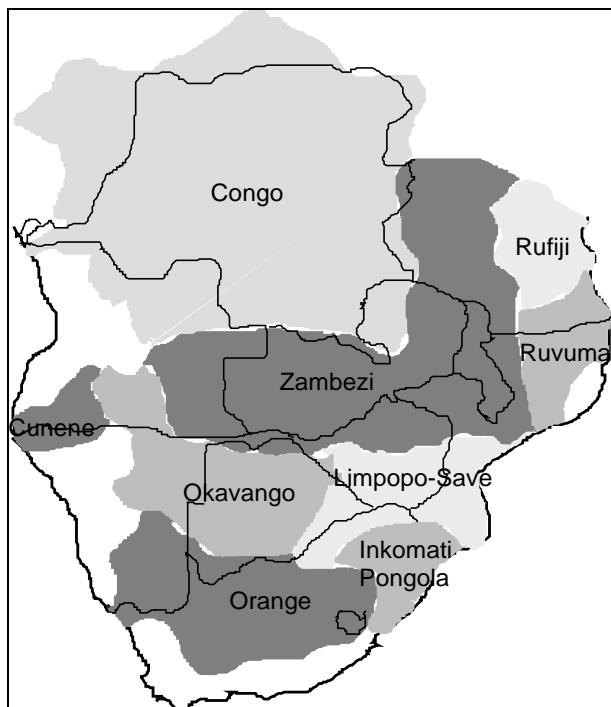 Congo
Rufiji
Ruvuma
Zambezi
Cunene
Limpopo-Save
Okavango
Inkomati
Pongola
Orange